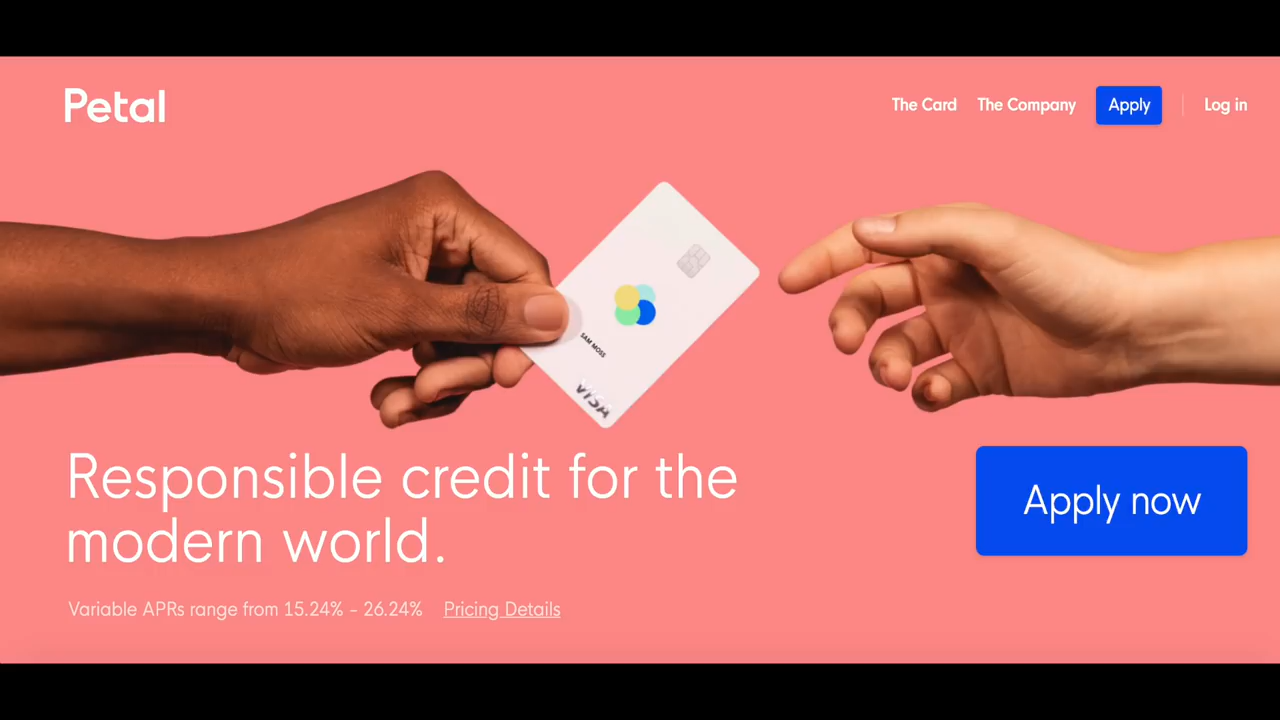 Petal
The Card
The Company
Apply
Log in
SAM MOSS
VISA
Responsible credit for the
modern world.
Apply now
Variable APRs range from 15.24% - 26.24%
Pricing Details